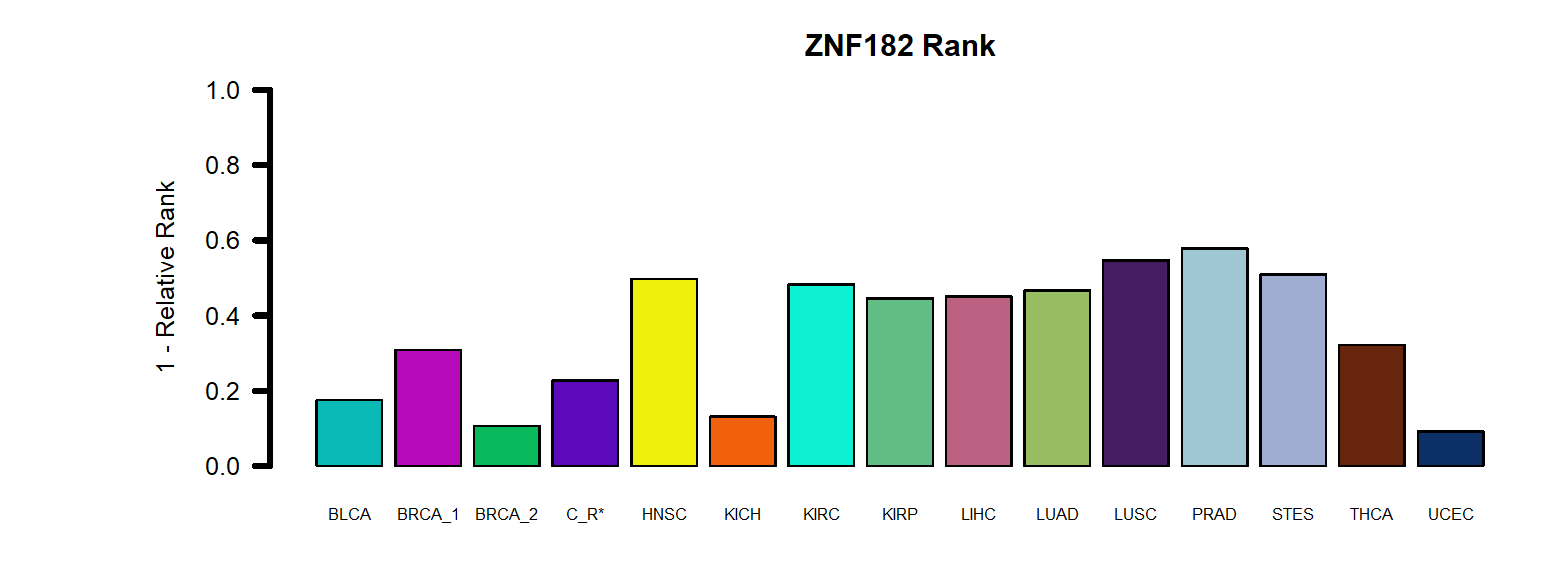 ZNF182 Rank
1 - Relative Rank
1.0
0.8
0.6
0.4
0.2
0.0
BLCA BRCA_1 BRCA_2 C_R* HNSC KICH KIRC KIRP LIHC LUAD LUSC PRAD STES THCA UCEC